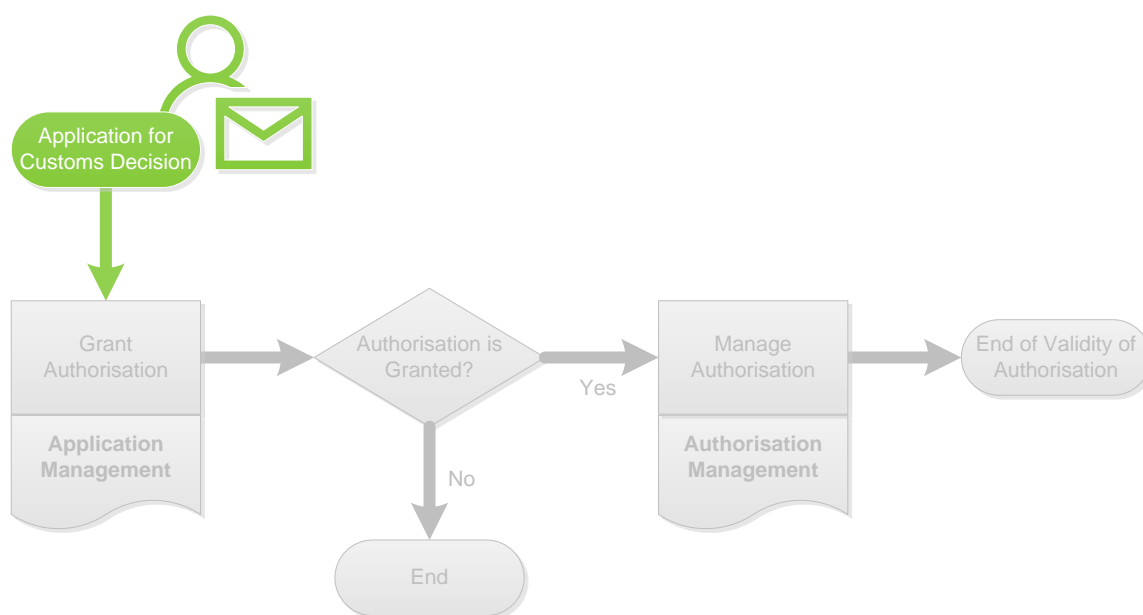 Application for
Customs Decision
Grant
Authorisation
Application
Management
Authorisation is
Granted?
Yes
No
End
Manage
Authorisation
Authorisation
Management
End of Validity of
Authorisation